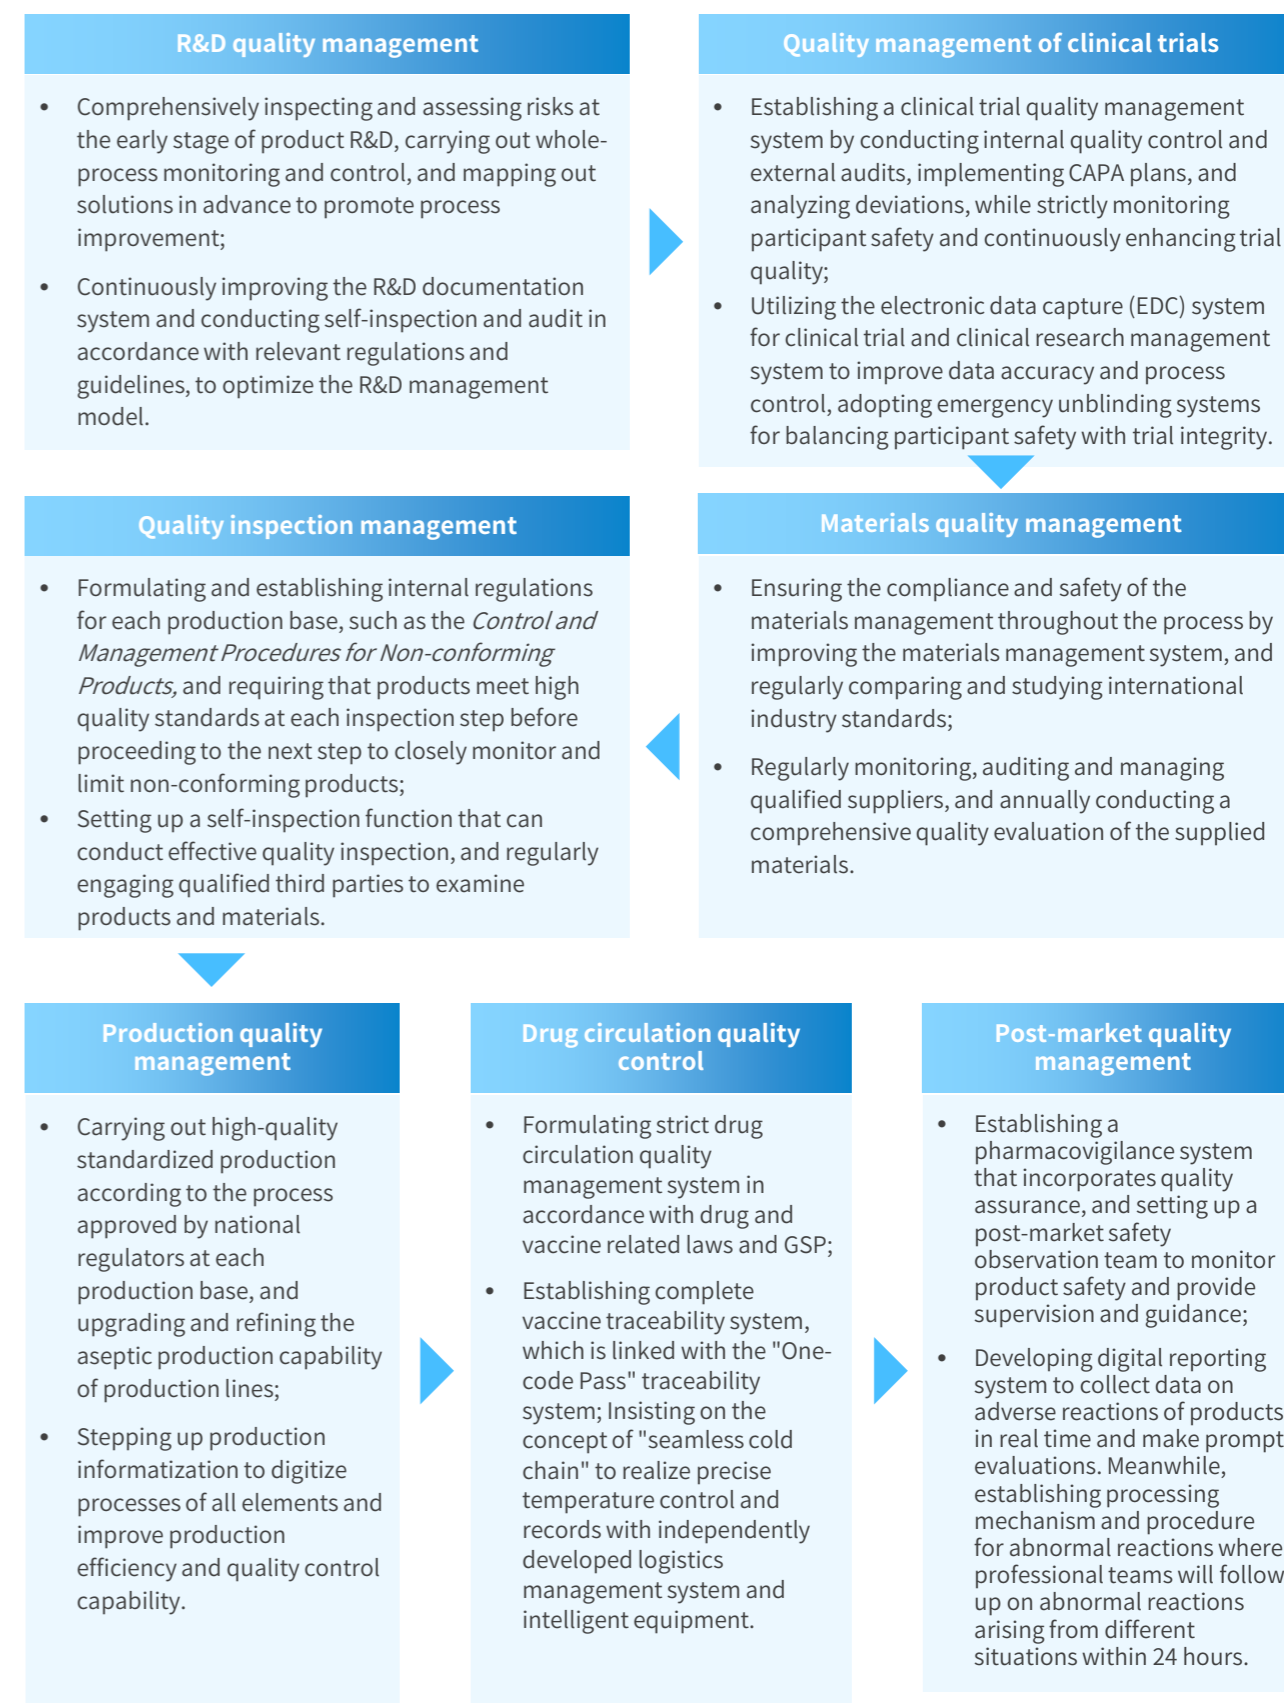 R&D quality management
• Comprehensively inspecting and assessing risks at
the early stage of product R&D, carrying out whole-
process monitoring and control, and mapping out
solutions in advance to promote process
improvement;
• Continuously improving the R&D documentation
system and conducting self-inspection and audit in
accordance with relevant regulations and
guidelines, to optimize the R&D management
model.
Quality management of clinical trials
• Establishing a clinical trial quality management
system by conducting internal quality control and
external audits, implementing CAPA plans, and
analyzing deviations, while strictly monitoring
participant safety and continuously enhancing trial
quality;
• Utilizing the electronic data capture (EDC) system
for clinical trial and clinical research management
system to improve data accuracy and process
control, adopting emergency unblinding systems
for balancing participant safety with trial integrity.
Materials quality management
• Ensuring the compliance and safety of the
materials management throughout the process by
improving the materials management system, and
regularly comparing and studying international
industry standards;
• Regularly monitoring, auditing and managing
qualified suppliers, and annually conducting a
comprehensive quality evaluation of the supplied
materials.
Quality inspection management
• Formulating and establishing internal regulations
for each production base, such as the Control and
Management Procedures for Non-conforming
Products, and requiring that products meet high
quality standards at each inspection step before
proceeding to the next step to closely monitor and
limit non-conforming products;
• Setting up a self-inspection function that can
conduct effective quality inspection, and regularly
engaging qualified third parties to examine
products and materials.
Production quality
management
• Carrying out high-quality
standardized production
according to the process
approved by national
regulators at each
production base, and
upgrading and refining the
aseptic production capability
of production lines;
• Stepping up production
informatization to digitize
processes of all elements and
improve production
efficiency and quality control
capability.
Drug circulation quality
control
• Formulating strict drug
circulation quality
management system in
accordance with drug and
vaccine related laws and GSP;
• Establishing complete
vaccine traceability system,
which is linked with the "One-
code Pass" traceability
system; Insisting on the
concept of "seamless cold
chain" to realize precise
temperature control and
records with independently
developed logistics
management system and
intelligent equipment.
Post-market quality
management
• Establishing a
pharmacovigilance system
that incorporates quality
assurance, and setting up a
post-market safety
observation team to monitor
product safety and provide
supervision and guidance;
• Developing digital reporting
system to collect data on
adverse reactions of products
in real time and make prompt
evaluations. Meanwhile,
establishing processing
mechanism and procedure
for abnormal reactions where
professional teams will follow
up on abnormal reactions
arising from different
situations within 24 hours.